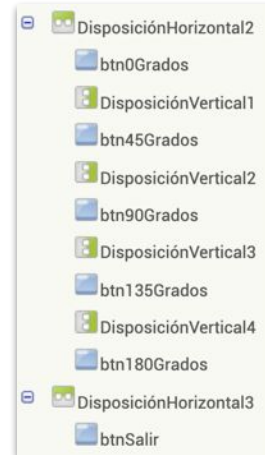 DisposiciónHorizontal2
btn0Grados
DisposiciónVertical1
btn45Grados
DisposiciónVertical2
btn90Grados
DisposiciónVertical3
btn135Grados
DisposiciónVertical4
btn180Grados
DisposiciónHorizontal3
btnSalir